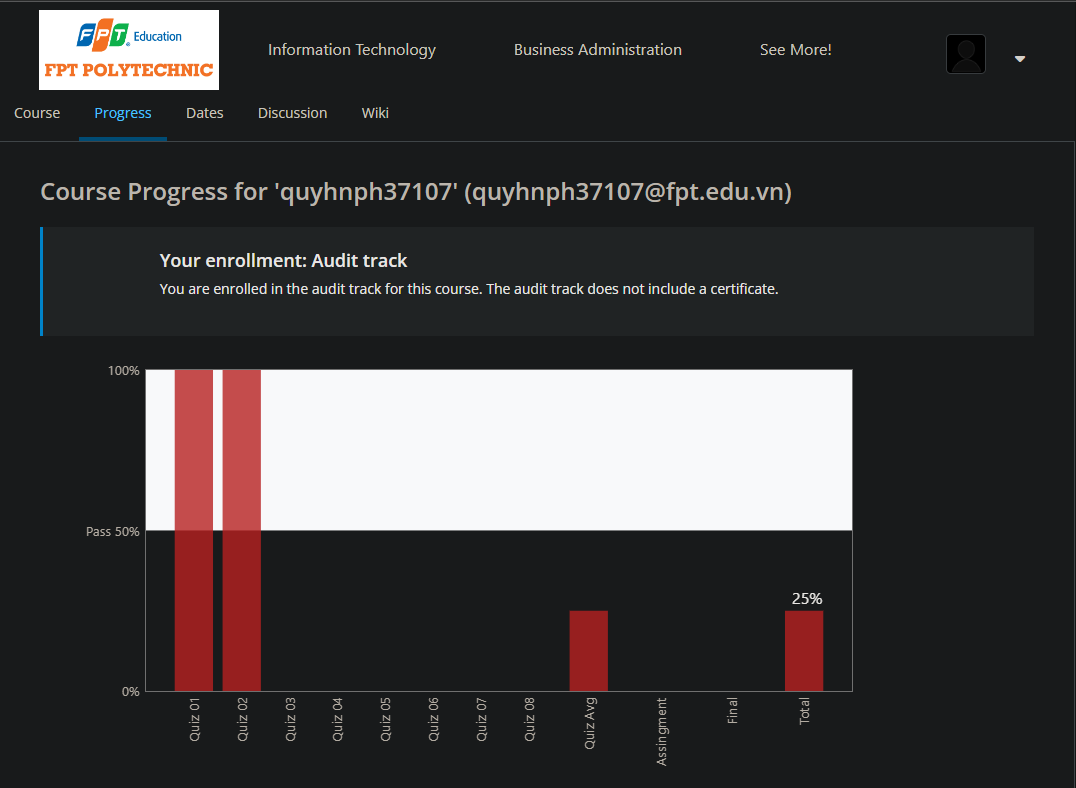 FPT Education
FPT POLYTECHNIC
Information Technology
Business Administration
See More!
Course
Progress
Dates
Discussion
Wiki
Course Progress for 'quyhnph37107' (quyhnph37107@fpt.edu.vn)
Your enrollment: Audit track
You are enrolled in the audit track for this course. The audit track does not include a certificate.
100%
Pass 50%
0%
25%
Quiz 01
Quiz 02
Quiz 03
Quiz 04
Quiz 05
Quiz 06
Quiz 07
Quiz 08
Quiz Avg
Assingment
Final
Total